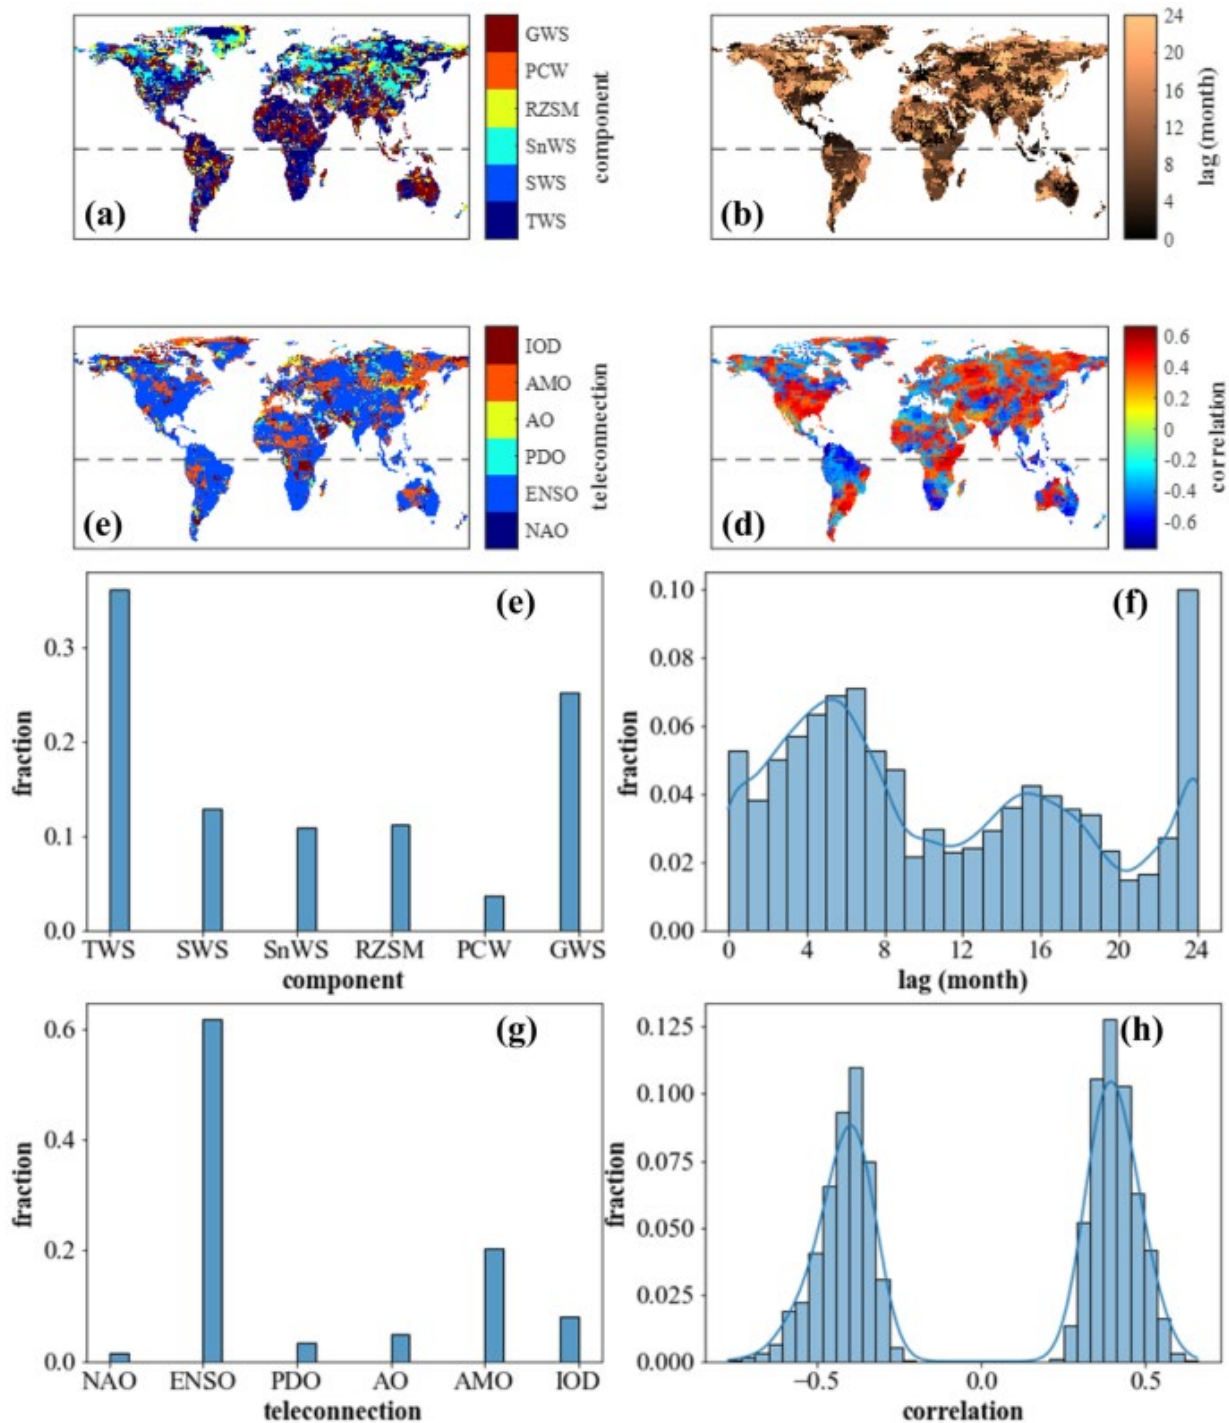 GWS
PCW
RZSM
SnWS
SWS
TWS
component
(a)
24
20
16
12
8
4
0
lag (month)
(b)
IOD
AMO
AO
PDO
ENSO
NAO
teleconnection
(e)
0.6
0.4
0.2
0
-0.2
-0.4
-0.6
correlation
(d)
(e)
0.3
0.2
0.1
0.0
fraction
TWS SWS SnWS RZSM PCW GWS
component
(f)
0.10
0.08
0.06
0.04
0.02
0.00
fraction
0 4 8 12 16 20 24
lag (month)
(g)
0.6
0.4
0.2
0.0
fraction
NAO ENSO PDO AO AMO IOD
teleconnection
(h)
0.125
0.100
0.075
0.050
0.025
0.000
fraction
−0.5 0.0 0.5
correlation